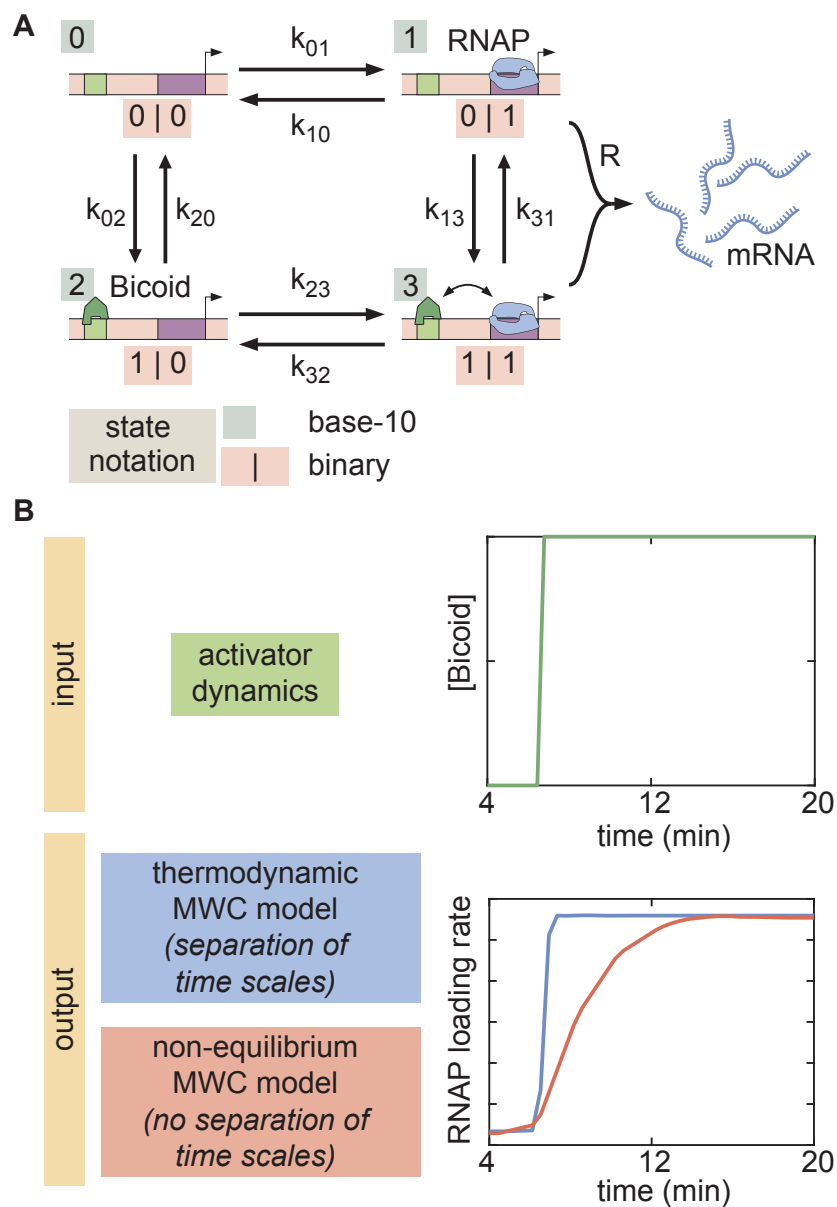 A
0
k01
1
RNAP
0 | 0
k10
0 | 1
R
k02
k20
k13
k31
mRNA
2
Bicoid
k23
3
1 | 0
k32
1 | 1
state
notation
base-10
|
binary
B
input
activator
dynamics
[Bicoid]
4
12
20
time (min)
output
thermodynamic
MWC model
(separation of
time scales)
non-equilibrium
MWC model
(no separation of
time scales)
RNAP loading rate
4
12
20
time (min)